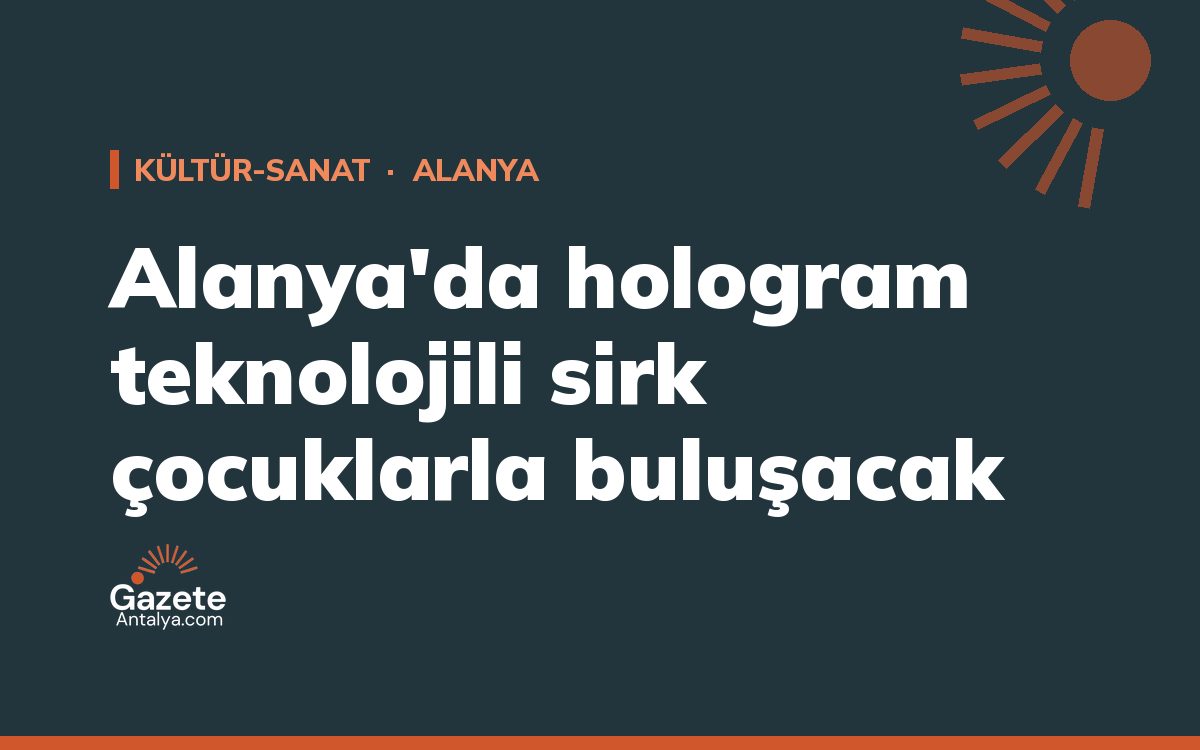 KÜLTÜR-SANAT · ALANYA
Alanya'da hologram
teknolojili sirk
çocuklarla buluşacak
Gazete
Antalya.com